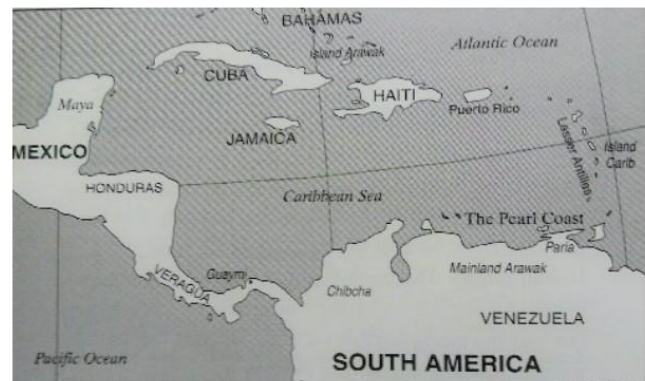 BAHAMAS
Island Arawak
Atlantic Ocean
CUBA
Maya
HAITI
Puerto Rico
JAMAICA
MEXICO
Lesser Antilles
Island
Carib
HONDURAS
Caribbean Sea
The Pearl Coast
Paria
Guaymi
VERAGUA
Chibcha
Mainland Arawak
VENEZUELA
Pacific Ocean
SOUTH AMERICA